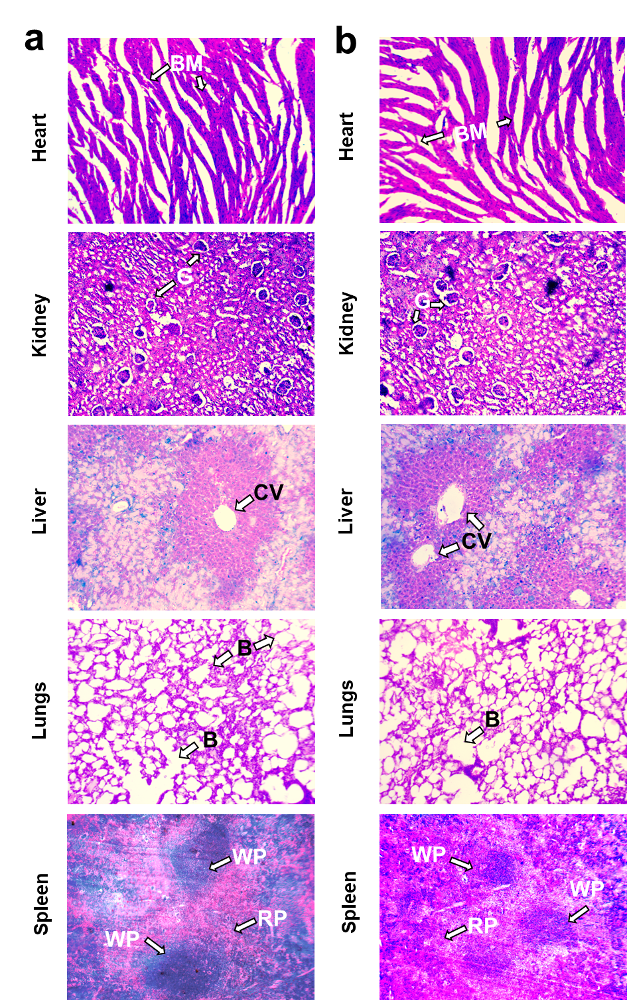 a
b
Heart
BM
Heart
BM
Kidney
G
Kidney
G
Liver
CV
Liver
CV
Lungs
B
B
Lungs
B
Spleen
WP
RP
WP
Spleen
WP
WP
RP